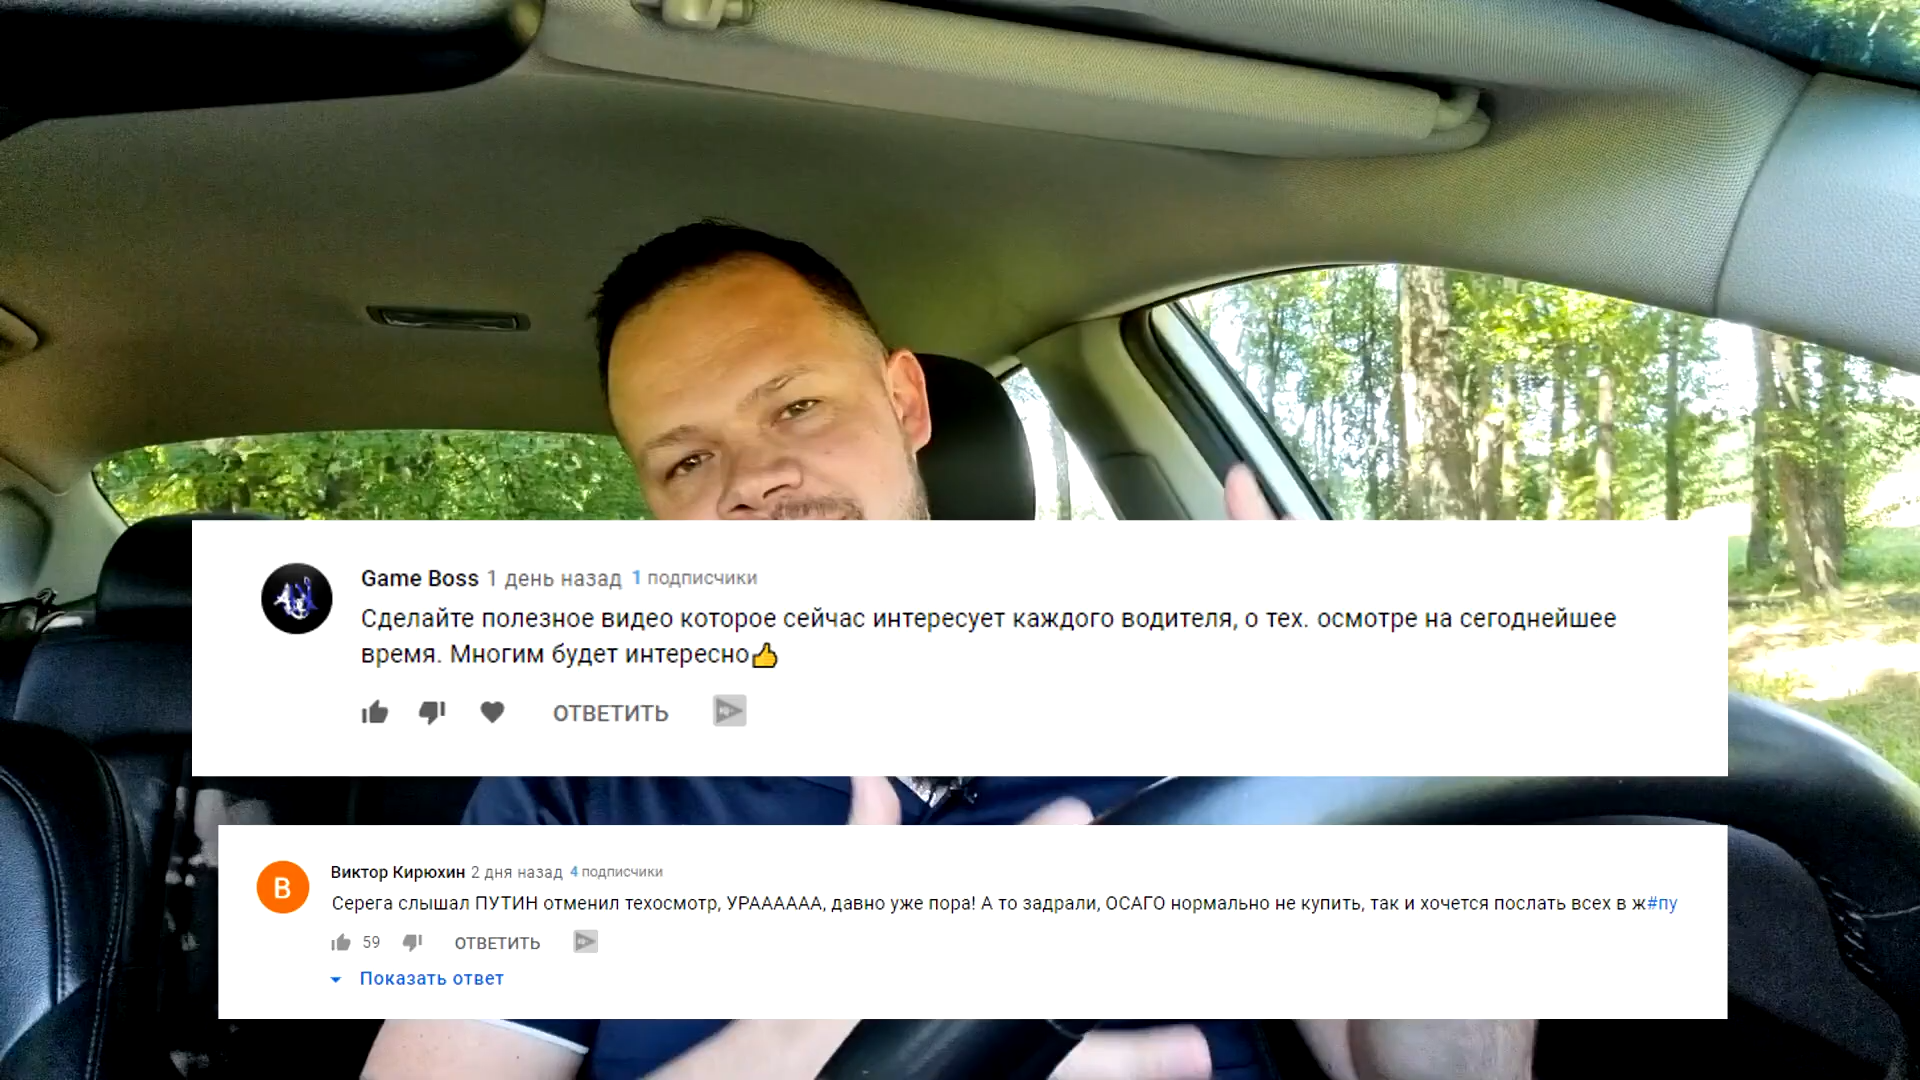 Game Boss 1 день назад 1 подписчики
Сделайте полезное видео которое сейчас интересует каждого водителя, о тех. осмотре на сегоднейшее
время. Многим будет интересно👍
ОТВЕТИТЬ
В
Виктор Кирюхин 2 дня назад 4 подписчики
Серега слышал ПУТИН отменил техосмотр, УРАААААА, давно уже пора! А то задрали, ОСАГО нормально не купить, так и хочется послать всех в ж#пу
59 ОТВЕТИТЬ
Показать ответ